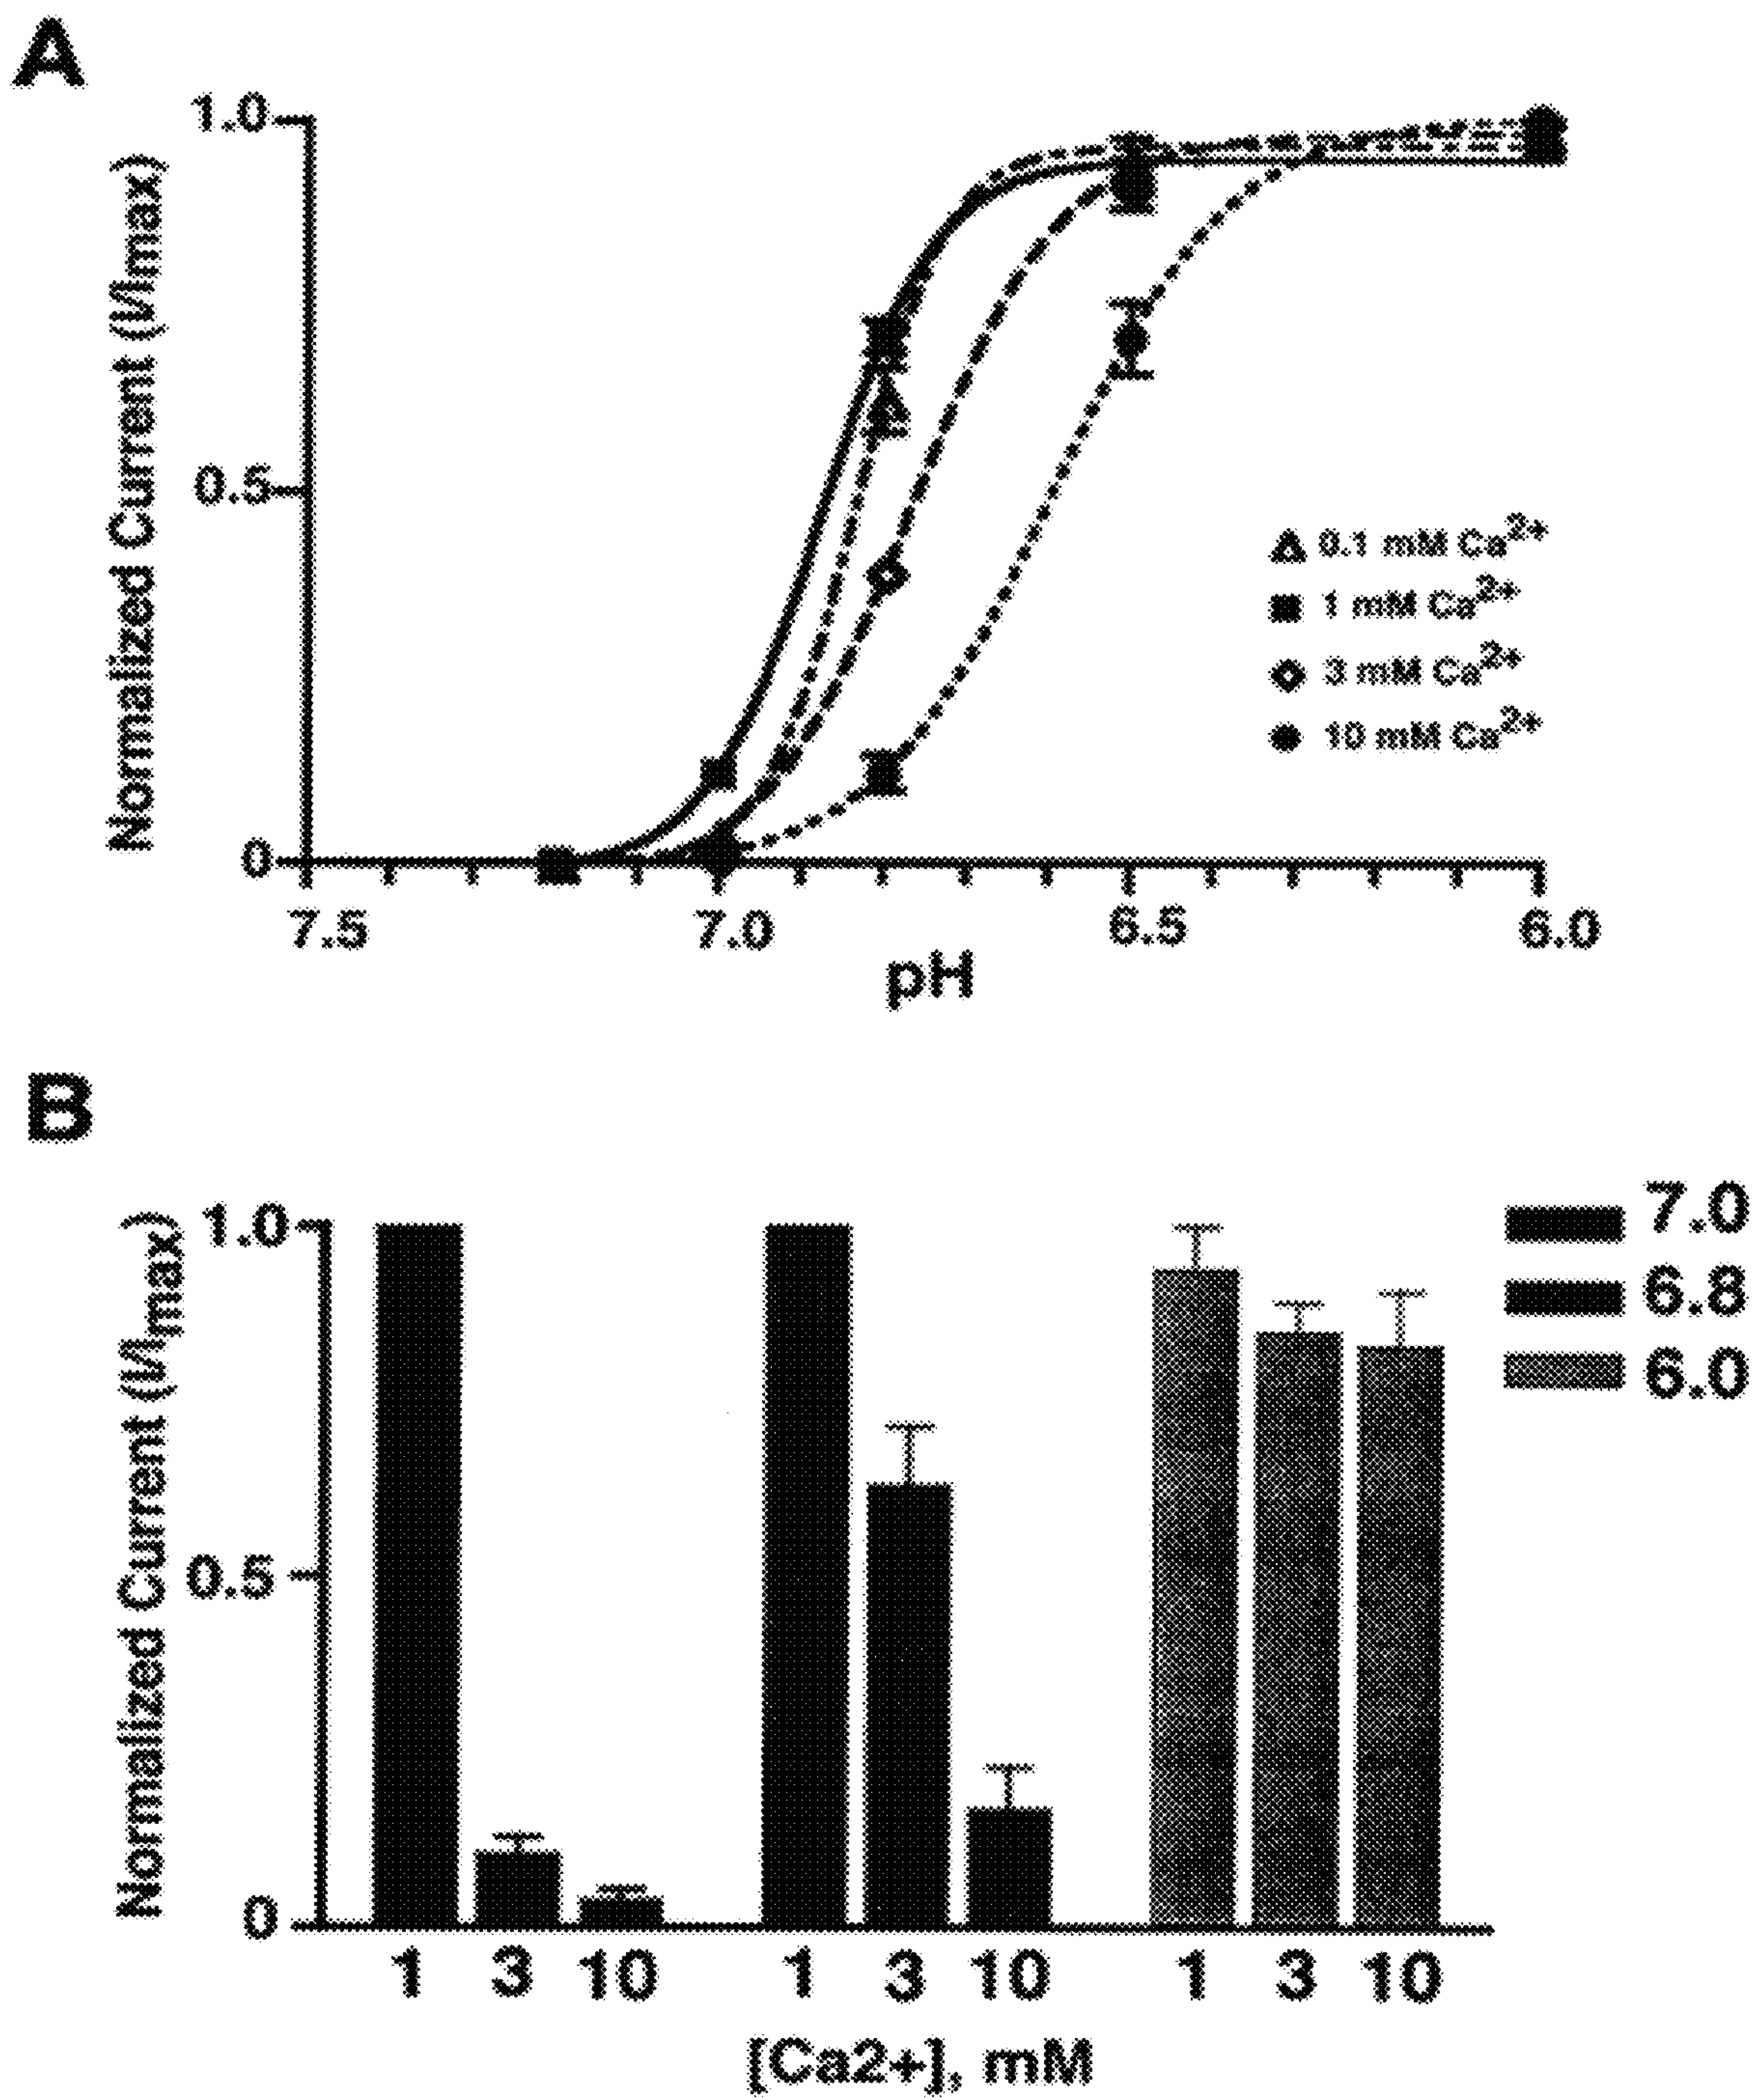 A
1.0
0.5
0
Normalized Current (I/Imax)
7.5 7.0 6.5 6.0
pH
0.1 mM Ca2+
1 mM Ca2+
3 mM Ca2+
10 mM Ca2+
B
1.0
0.5
0
Normalized Current (I/Imax)
7.0
6.8
6.0
1 3 10 1 3 10 1 3 10
[Ca2+], mM